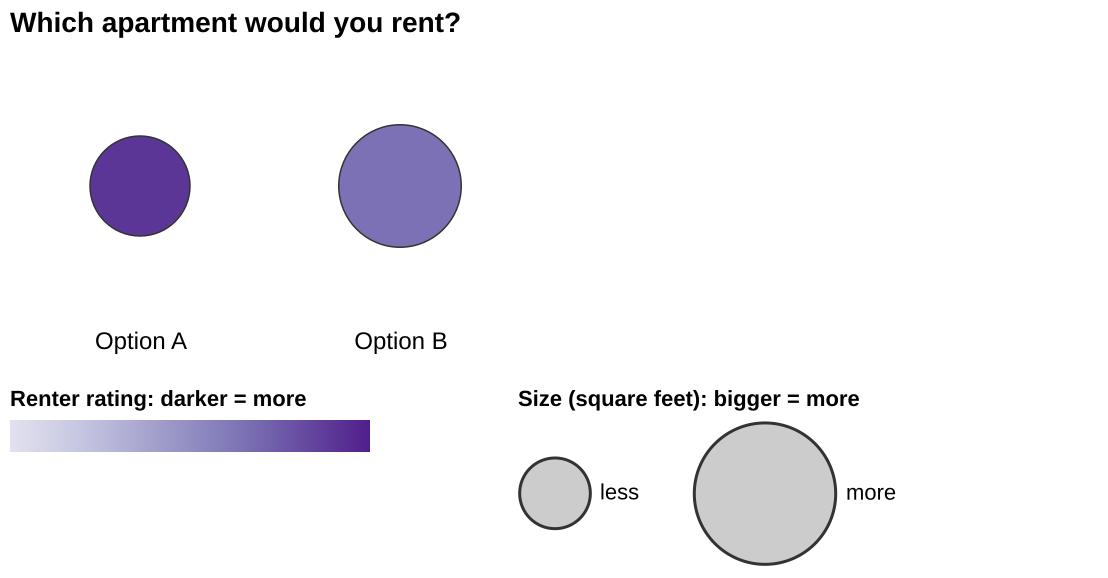 Which apartment would you rent?
Option A
Option B
Renter rating: darker = more
Size (square feet): bigger = more
less
more